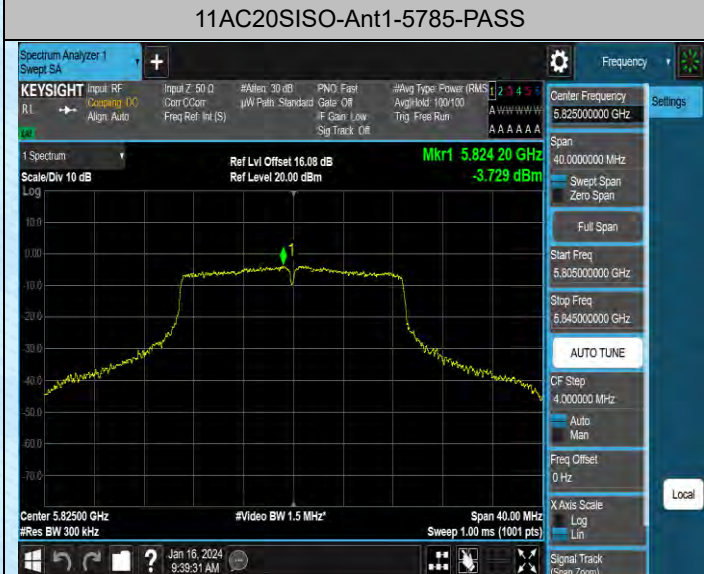 11AC20SISO-Ant1-5785-PASS
Spectrum Analyzer 1
Swept SA
+
Frequency
KEYSIGHT
RL
Input: RF
Coupling: DC
Align: Auto
Input Z: 50 Ω
Corr CCorr
Freq Ref: Int (S)
#Atten: 30 dB
µW Path: Standard
PNO: Fast
Gate: Off
IF Gain: Low
Sig Track: Off
#Avg Type: Power (RMS
Avg|Hold: 100/100
Trig: Free Run
1 2 3 4 5 6
A W W W W W
A A A A A A
1 Spectrum
Scale/Div 10 dB
Ref Lvl Offset 16.08 dB
Ref Level 20.00 dBm
Mkr1 5.824 20 GHz
-3.729 dBm
Log
10.0
0.00
-10.0
-20.0
-30.0
-40.0
-50.0
-60.0
-70.0
1
Center 5.82500 GHz
#Res BW 300 kHz
#Video BW 1.5 MHz*
Span 40.00 MHz
Sweep 1.00 ms (1001 pts)
Jan 16, 2024
9:39:31 AM
Center Frequency
5.825000000 GHz
Settings
Span
40.0000000 MHz
Swept Span
Zero Span
Full Span
Start Freq
5.805000000 GHz
Stop Freq
5.845000000 GHz
AUTO TUNE
CF Step
4.000000 MHz
Auto
Man
Freq Offset
0 Hz
X Axis Scale
Log
Lin
Local
Signal Track
(Span Zoom)